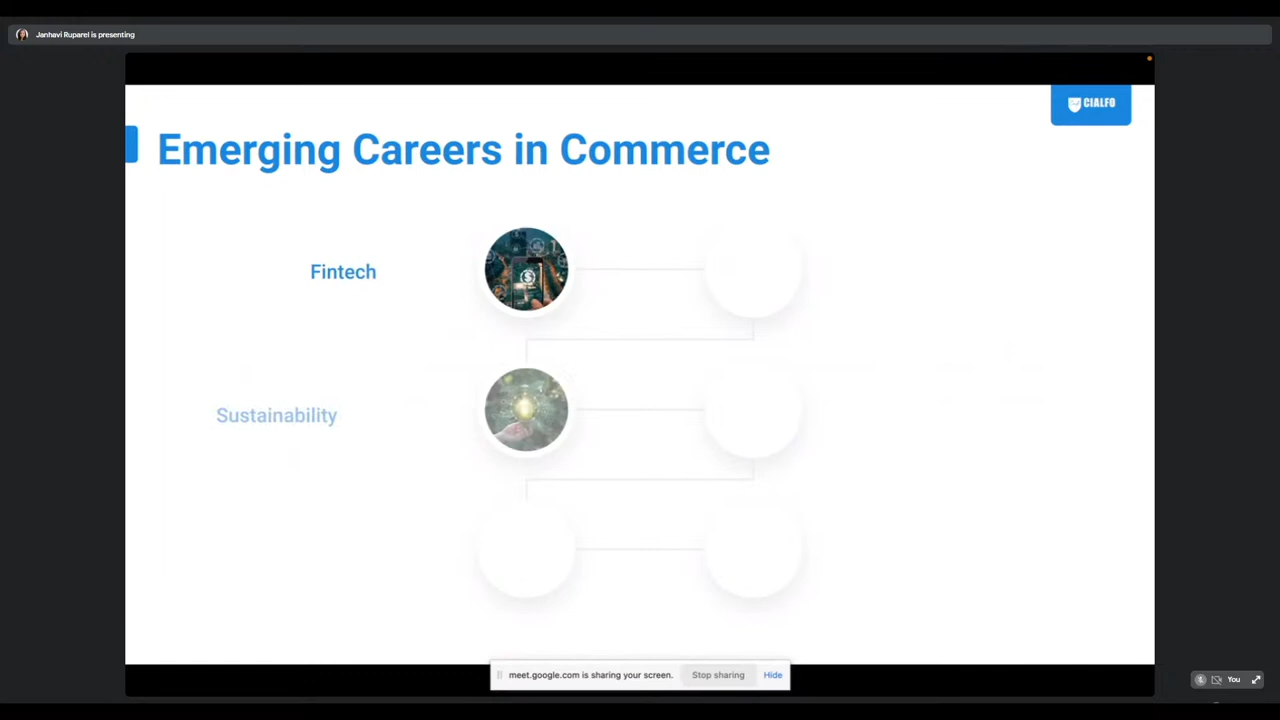 Janhavi Ruparel is presenting
CIALFO
Emerging Careers in Commerce
Fintech
$
Sustainability
meet.google.com is sharing your screen.
Stop sharing
Hide
You